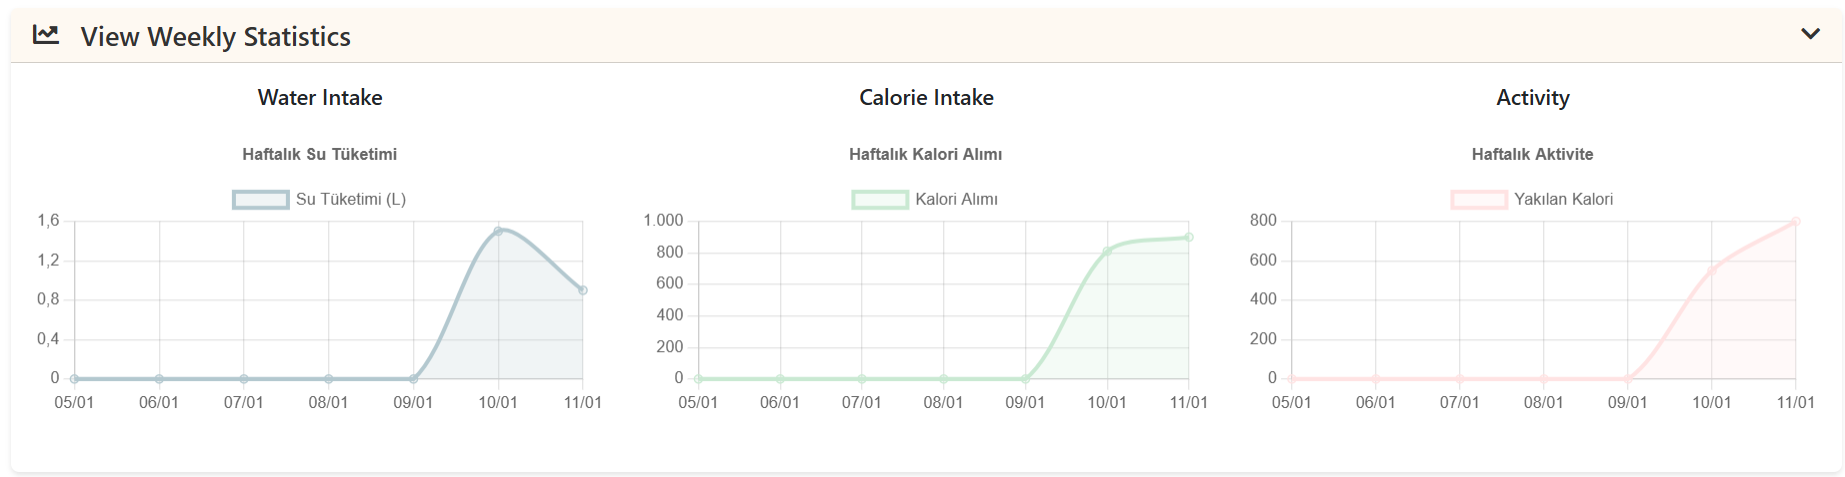 View Weekly Statistics
Water Intake
Haftalık Su Tüketimi
Su Tüketimi (L)
1,6
1,2
0,8
0,4
0
05/01 06/01 07/01 08/01 09/01 10/01 11/01
Calorie Intake
Haftalık Kalori Alımı
Kalori Alımı
1.000
800
600
400
200
0
05/01 06/01 07/01 08/01 09/01 10/01 11/01
Activity
Haftalık Aktivite
Yakılan Kalori
800
600
400
200
0
05/01 06/01 07/01 08/01 09/01 10/01 11/01